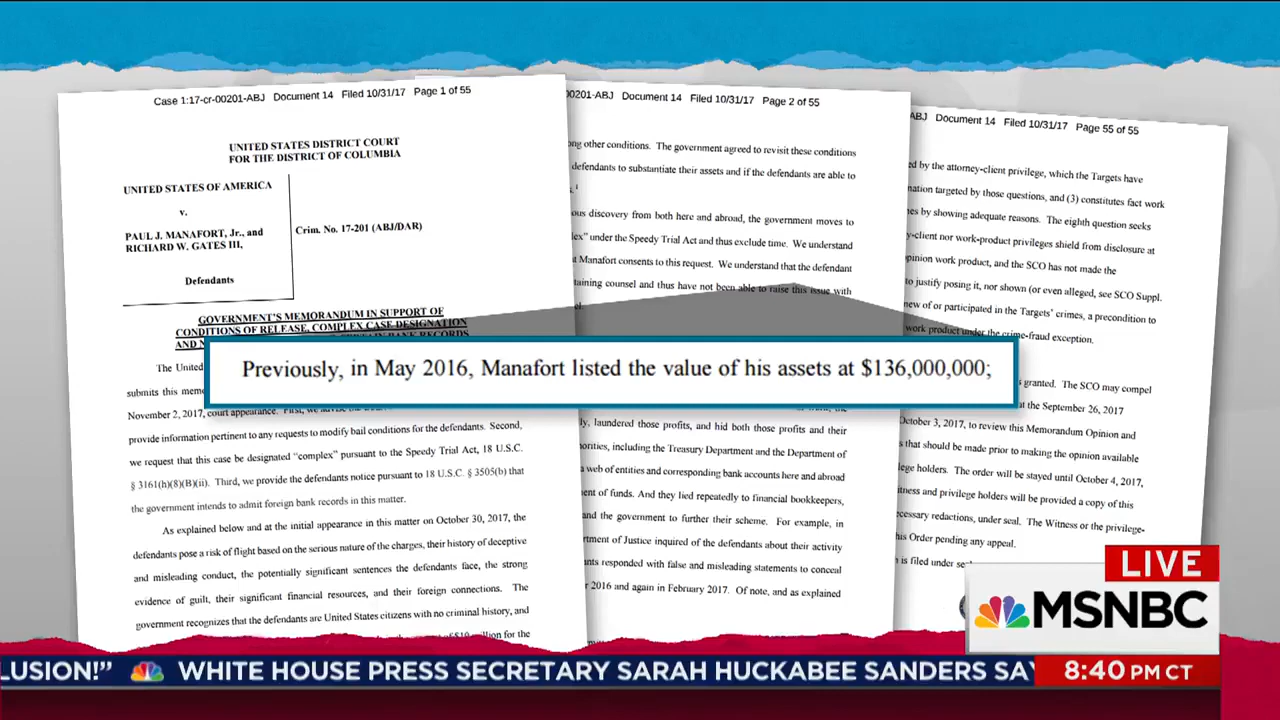 Case 1:17-cr-00201-ABJ Document 14 Filed 10/31/17 Page 1 of 55
UNITED STATES DISTRICT COURT
FOR THE DISTRICT OF COLUMBIA
UNITED STATES OF AMERICA
v.
PAUL J. MANAFORT, Jr., and
RICHARD W. GATES III,
Defendants
Crim. No. 17-201 (ABJ/DAR)
GOVERNMENT'S MEMORANDUM IN SUPPORT OF
CONDITIONS OF RELEASE, COMPLEX CASE DESIGNATION
AND
BANK RECORDS
The United
submits this
November 2, 2017, court appearance. First, we
provide information pertinent to any requests to modify bail conditions for the defendants. Second,
we request that this case be designated “complex” pursuant to the Speedy Trial Act, 18 U.S.C.
§ 3161(h)(8)(B)(ii). Third, we provide the defendants notice pursuant to 18 U.S.C. § 3505(b) that
the government intends to admit foreign bank records in this matter.
As explained below and at the initial appearance in this matter on October 30, 2017, the
defendants pose a risk of flight based on the serious nature of the charges, their history of deceptive
and misleading conduct, the potentially significant sentences the defendants face, the strong
evidence of guilt, their significant financial resources, and their foreign connections. The
government recognizes that the defendants are United States citizens with no criminal history, and
for the
00201-ABJ Document 14 Filed 10/31/17 Page 2 of 55
other conditions. The government agreed to revisit these conditions
defendants to substantiate their assets and if the defendants are able to
1
discovery from both here and abroad, the government moves to
under the Speedy Trial Act and thus exclude time. We understand
Manafort consents to this request. We understand that the defendant
counsel and thus have not been able to raise this issue with
laundered those profits, and hid both those profits and their
including the Treasury Department and the Department of
web of entities and corresponding bank accounts here and abroad
of funds. And they lied repeatedly to financial bookkeepers,
and the government to further their scheme. For example, in
of Justice inquired of the defendants about their activity
responded with false and misleading statements to conceal
2016 and again in February 2017. Of note, and as explained
ABJ Document 14 Filed 10/31/17 Page 55 of 55
by the attorney-client privilege, which the Targets have
targeted by those questions, and (3) constitutes fact work
by showing adequate reasons. The eighth question seeks
client nor work-product privileges shield from disclosure at
opinion work product, and the SCO has not made the
to justify posing it, nor shown (or even alleged, see SCO Suppl.
of or participated in the Targets' crimes, a precondition to
work product under the crime-fraud exception.
granted. The SCO may compel
at the September 26, 2017
October 3, 2017, to review this Memorandum Opinion and
that should be made prior to making the opinion available
holders. The order will be stayed until October 4, 2017,
and privilege holders will be provided a copy of this
redactions, under seal. The Witness or the privilege-
this Order pending any appeal.
is filed under
Previously, in May 2016, Manafort listed the value of his assets at $136,000,000;
LIVE
MSNBC
LUSION!” WHITE HOUSE PRESS SECRETARY SARAH HUCKABEE SANDERS SA
8:40 PM CT